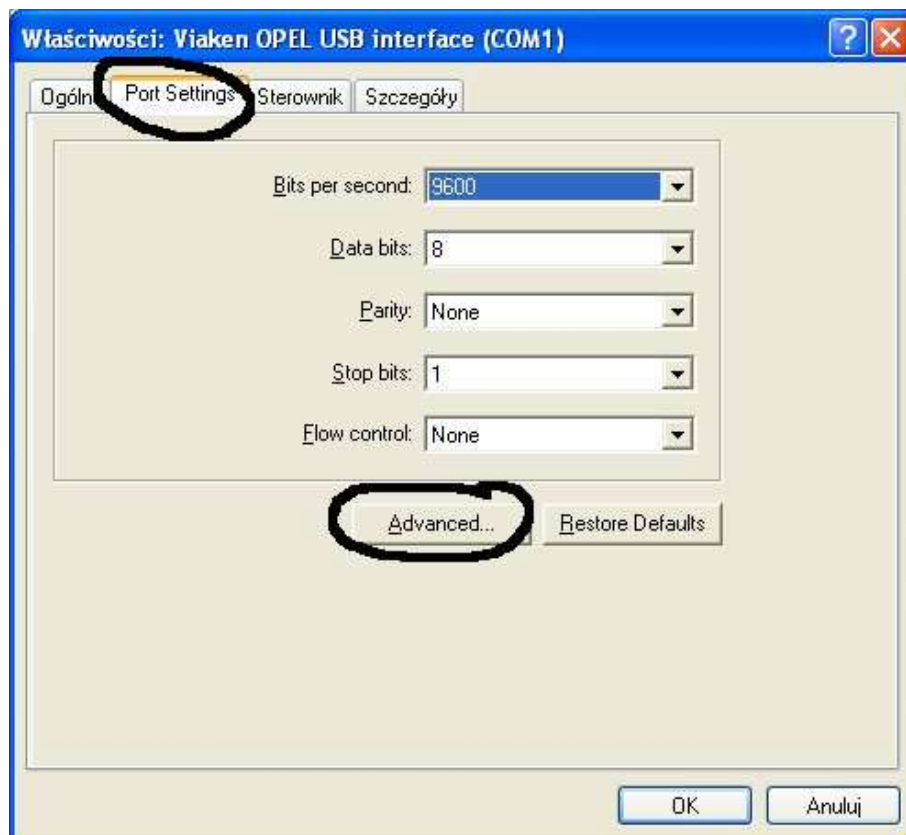 Właściwości: Viaken OPEL USB interface (COM1)
Ogóln Port Settings Sterownik Szczegóły
Bits per second: 9600
Data bits: 8
Parity: None
Stop bits: 1
Flow control: None
Advanced... Restore Defaults
OK Anuluj